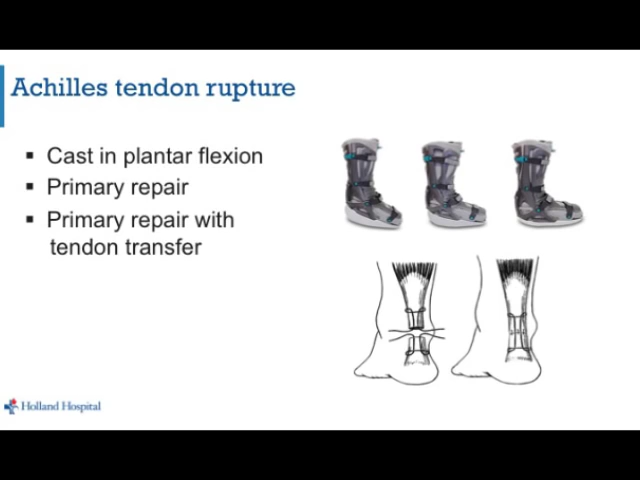 Achilles tendon rupture
▪ Cast in plantar flexion
▪ Primary repair
▪ Primary repair with
tendon transfer
Holland Hospital